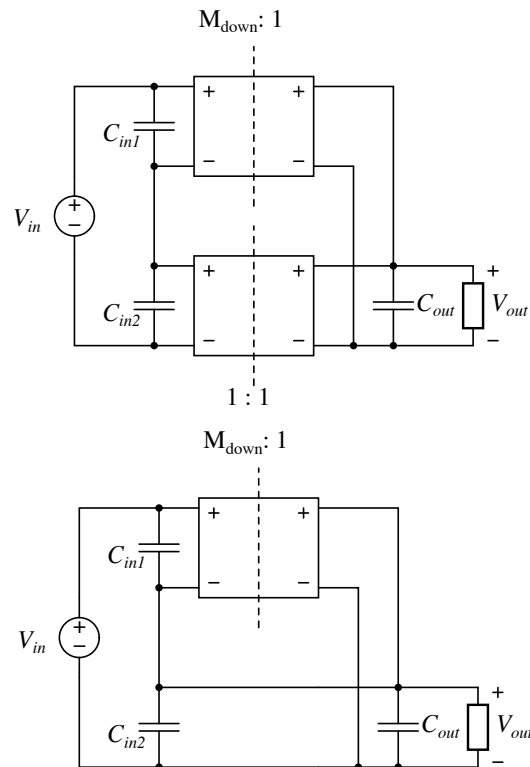 M_down: 1
+ +
C_in1
− −
V_in
+
−
+ + +
C_in2 C_out V_out
− − −
1 : 1
M_down: 1
+ +
C_in1
− −
V_in
+
−
+
C_in2 C_out V_out
−